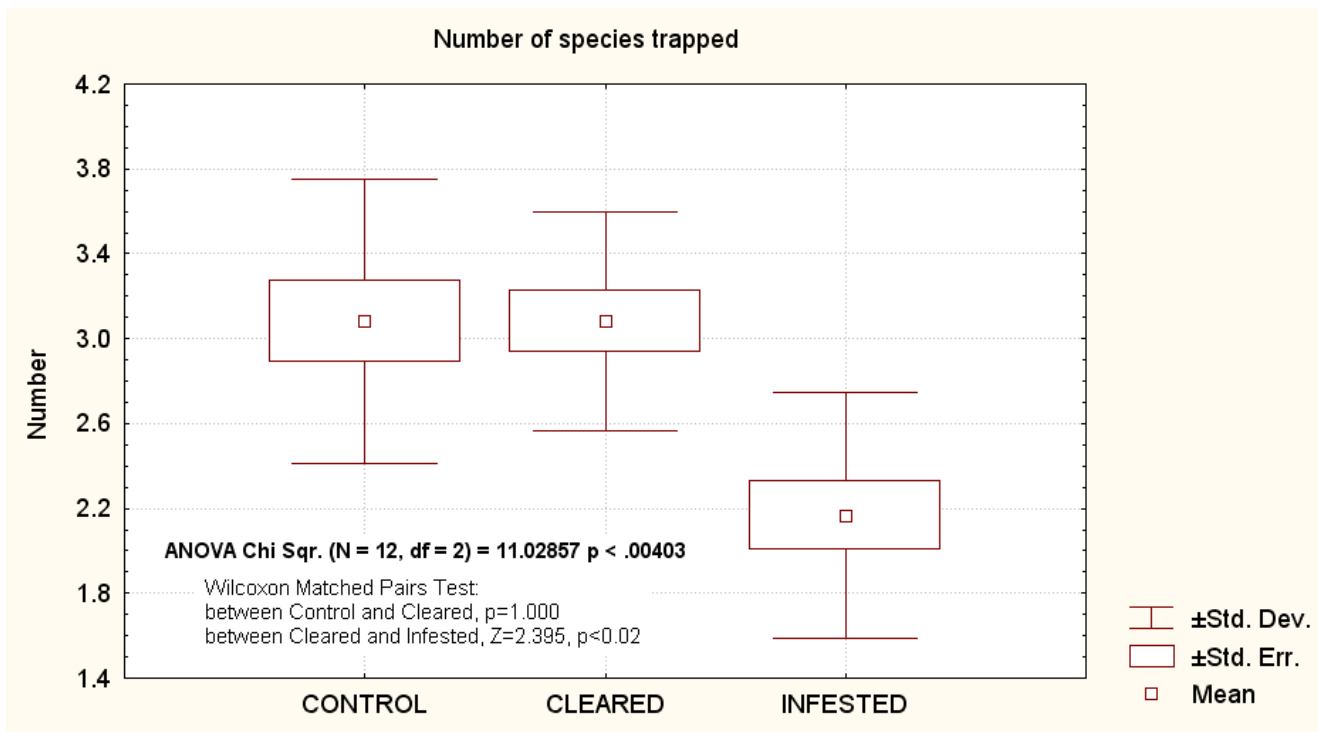 Number of species trapped
4.2
3.8
3.4
3.0
2.6
2.2
1.8
1.4
Number
ANOVA Chi Sqr. (N = 12, df = 2) = 11.02857 p < .00403
Wilcoxon Matched Pairs Test:
between Control and Cleared, p=1.000
between Cleared and Infested, Z=2.395, p<0.02
CONTROL CLEARED INFESTED
±Std. Dev.
±Std. Err.
Mean